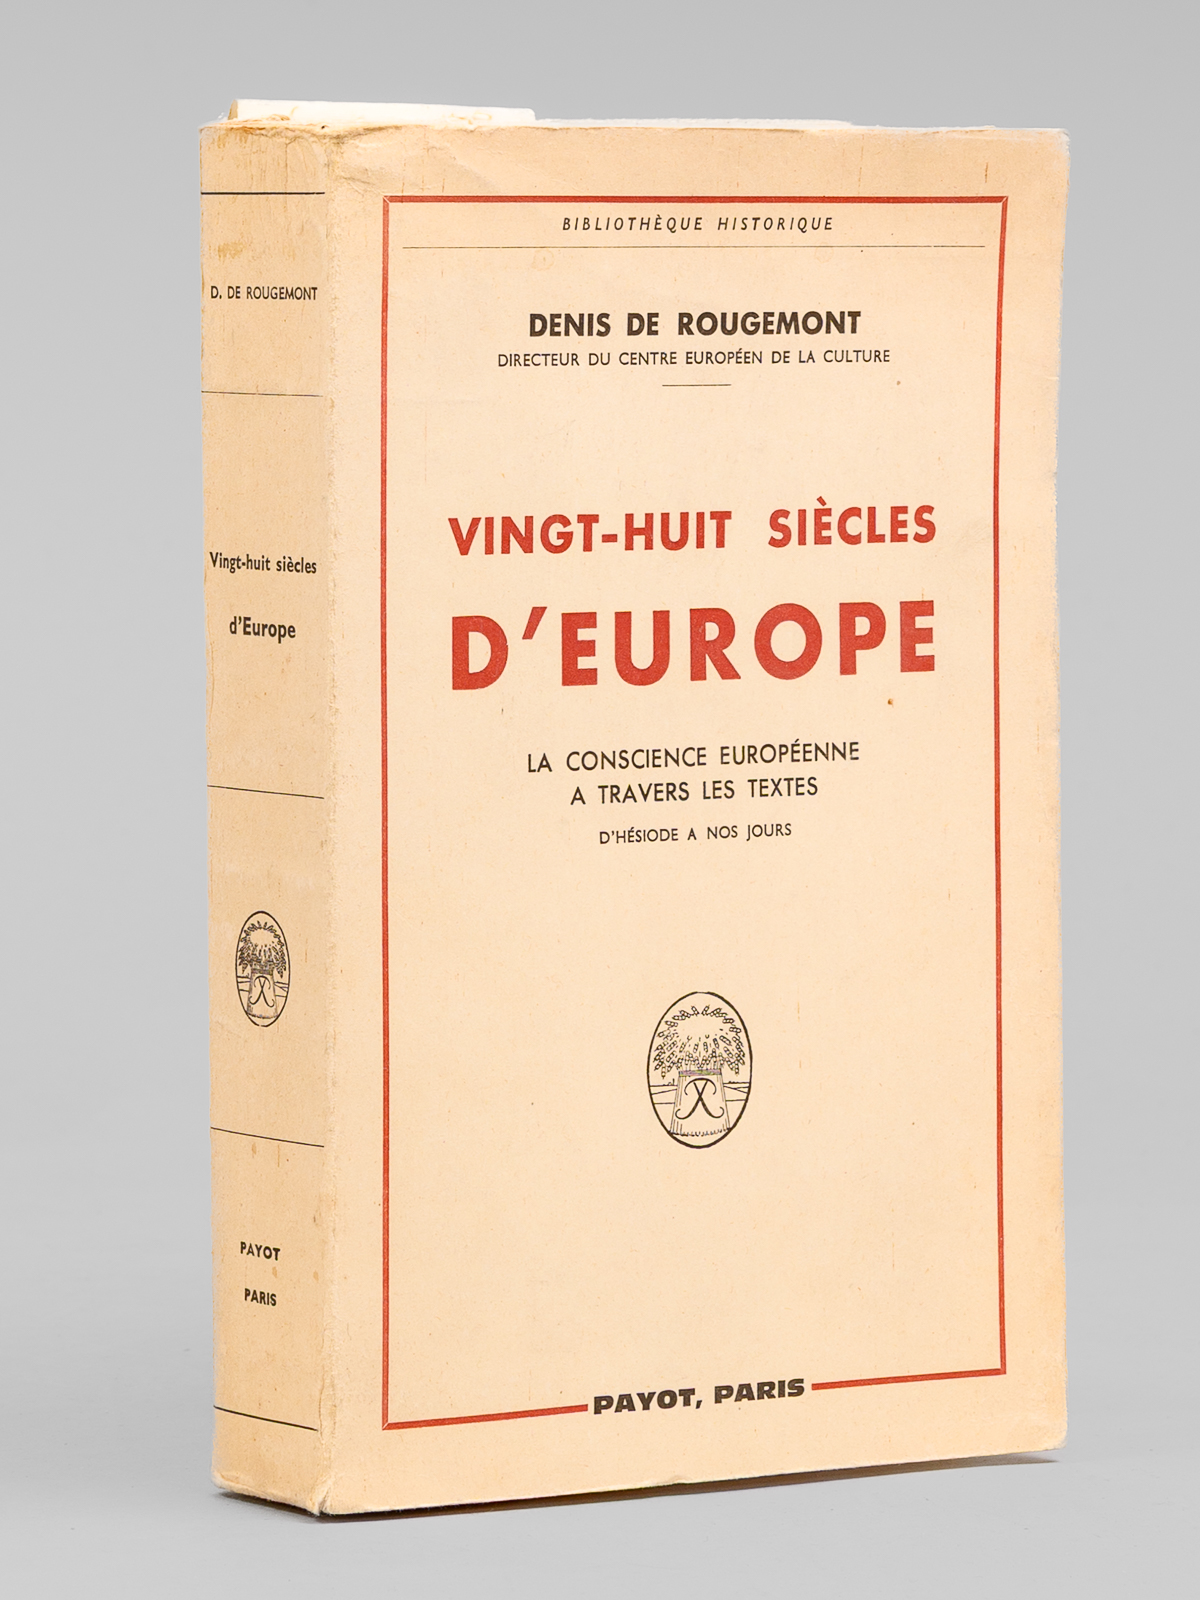 D. DE ROUGEMONT
Vingt-huit siècles
d'Europe
PAYOT
PARIS
BIBLIOTHÈQUE HISTORIQUE
DENIS DE ROUGEMONT
DIRECTEUR DU CENTRE EUROPÉEN DE LA CULTURE
VINGT-HUIT SIÈCLES
D'EUROPE
LA CONSCIENCE EUROPÉENNE
A TRAVERS LES TEXTES
D'HÉSIODE A NOS JOURS
PAYOT, PARIS